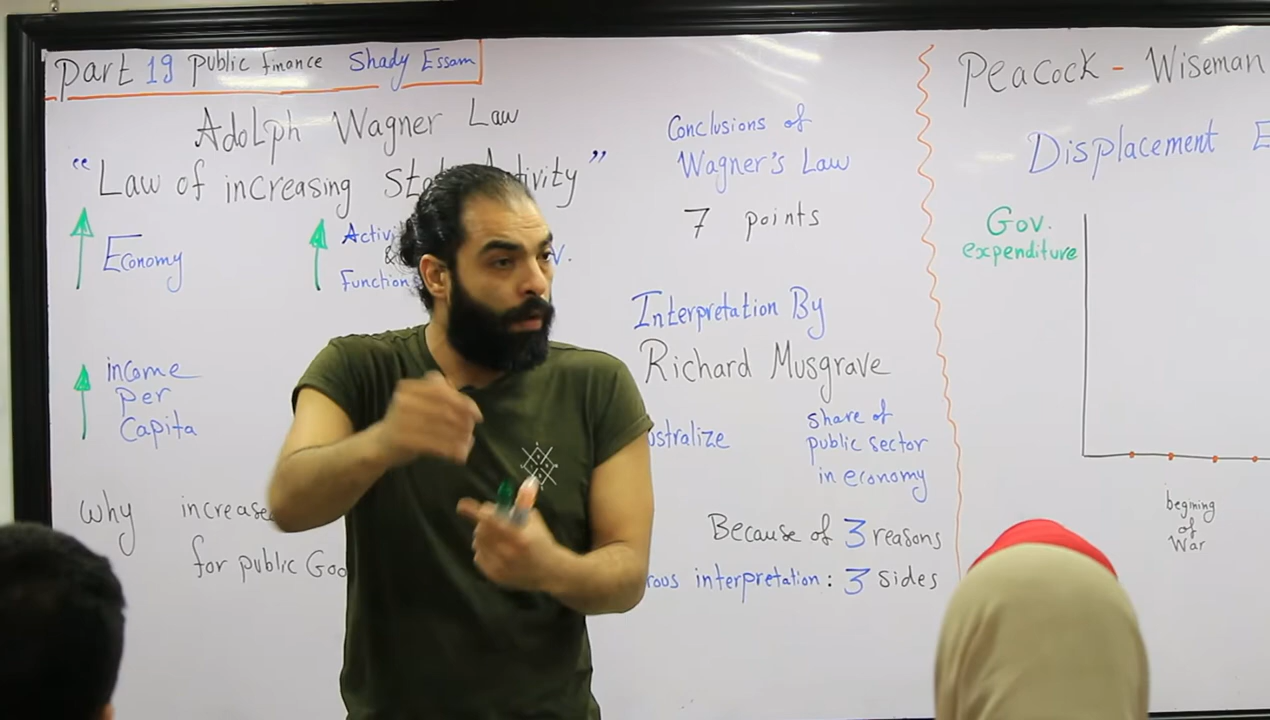 Part 19 Public finance Shady Essam
Adolph Wagner Law
"Law of increasing Activity"
Economy
&
Function
income
Per
Capita
Why increase
for public
Conclusions of
Wagner's Law
7 points
Interpretation By
Richard Musgrave
share of
public sector
in economy
Because of 3 reasons
interpretation : 3 Sides
Peacock - Wiseman
Displacement
Gov.
expenditure
begining
of
War